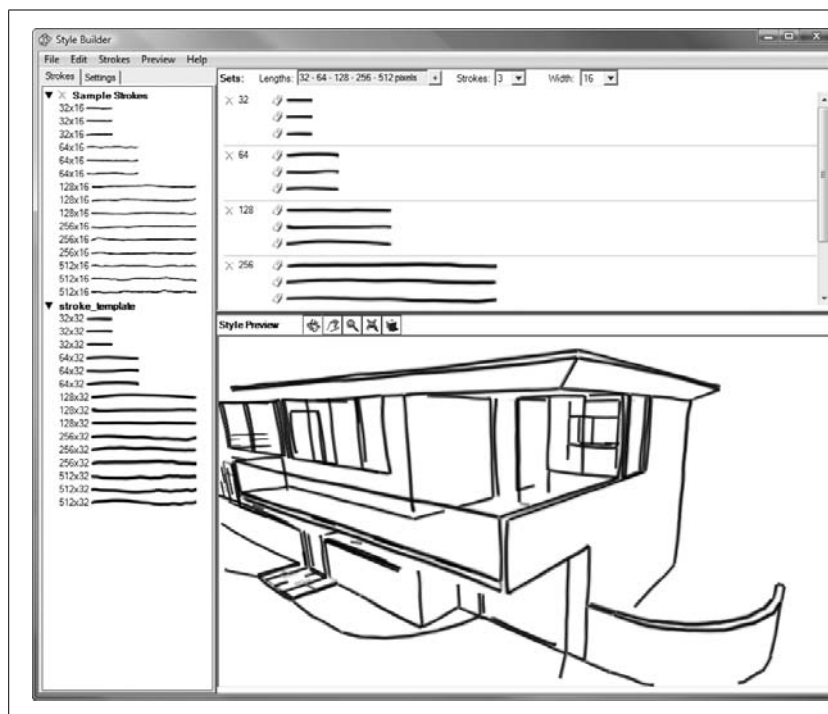 Style Builder
File Edit Strokes Preview Help
Strokes Settings
Sample Strokes
32x16
32x16
32x16
64x16
64x16
64x16
128x16
128x16
128x16
256x16
256x16
256x16
512x16
512x16
512x16
stroke_template
32x32
32x32
32x32
64x32
64x32
64x32
128x32
128x32
128x32
256x32
256x32
256x32
512x32
512x32
512x32
Sets: Lengths: 32 - 64 - 128 - 256 - 512 pixels + Strokes: 3 Width: 16
32
64
128
256
Style Preview